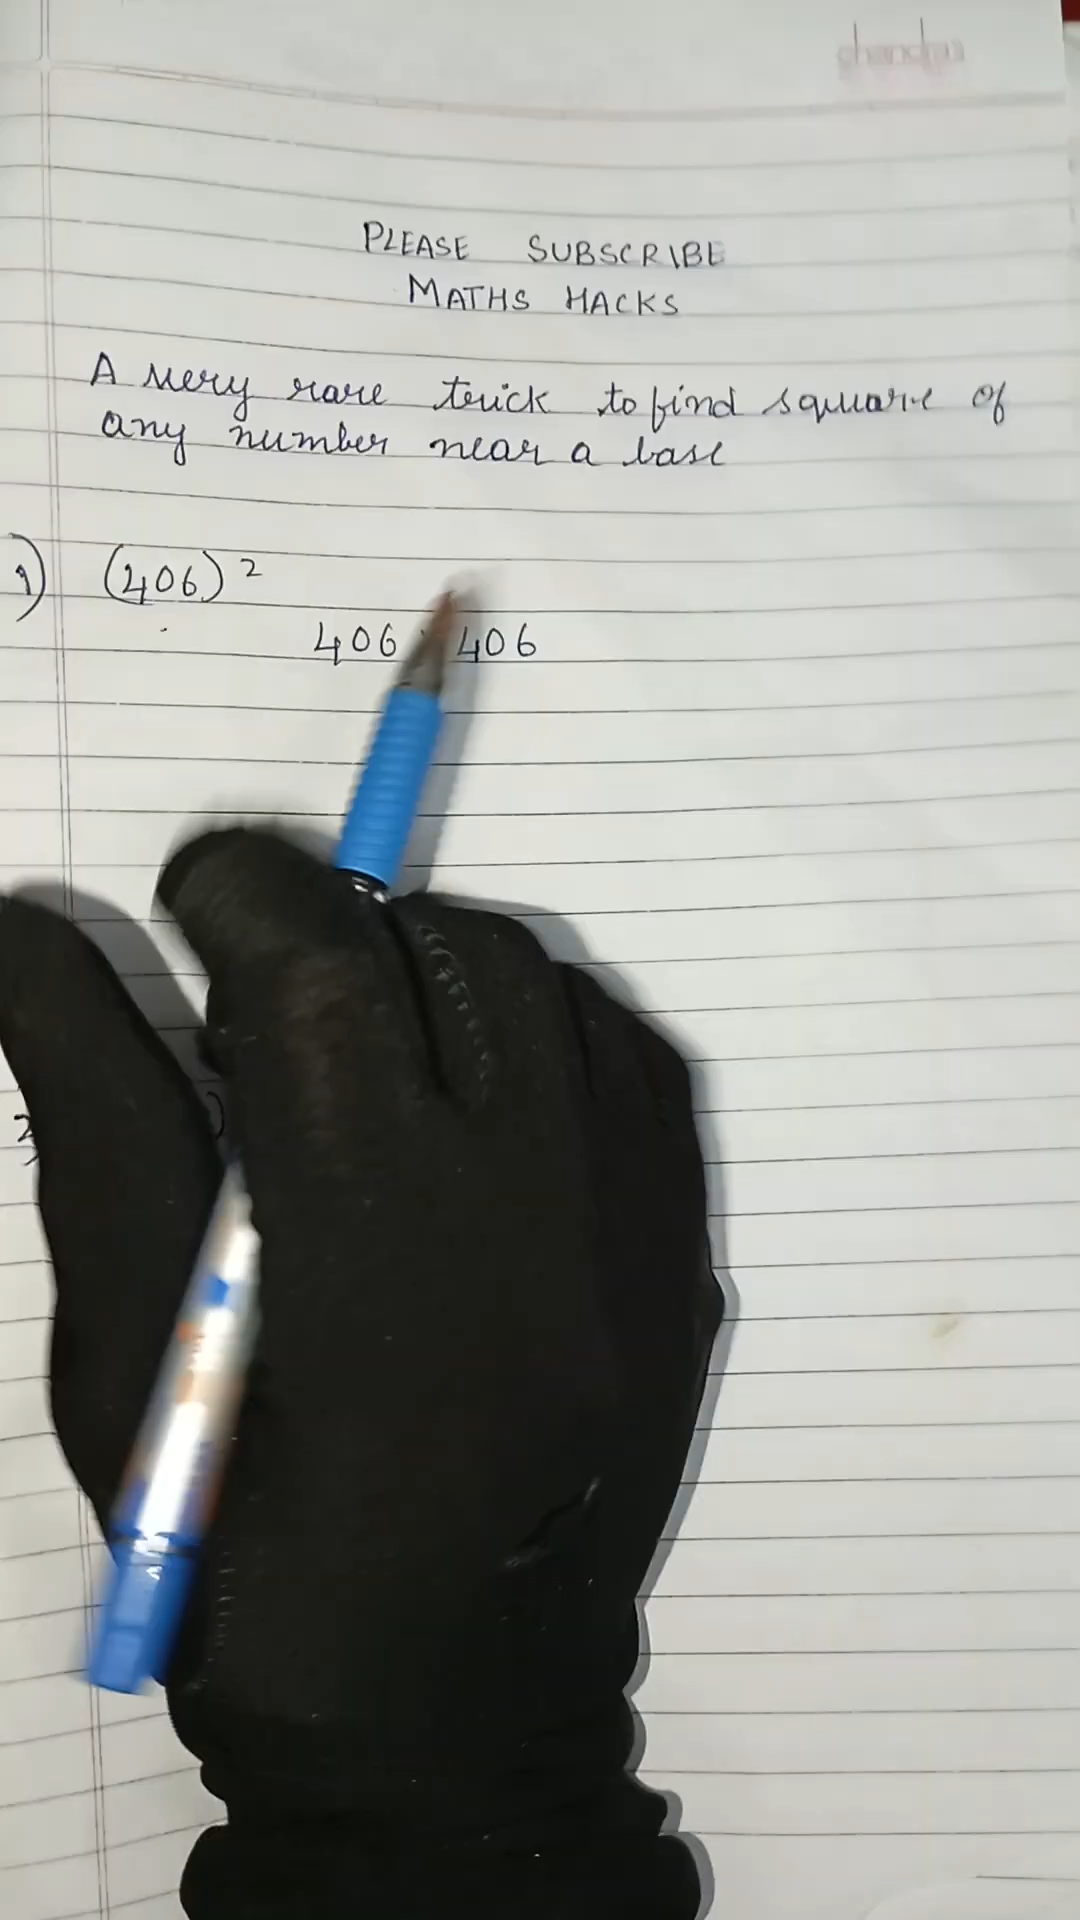 PLEASE SUBSCRIBE
MATHS HACKS
A very rare trick to find square of
any number near a base
1) (406)²
406 406
2